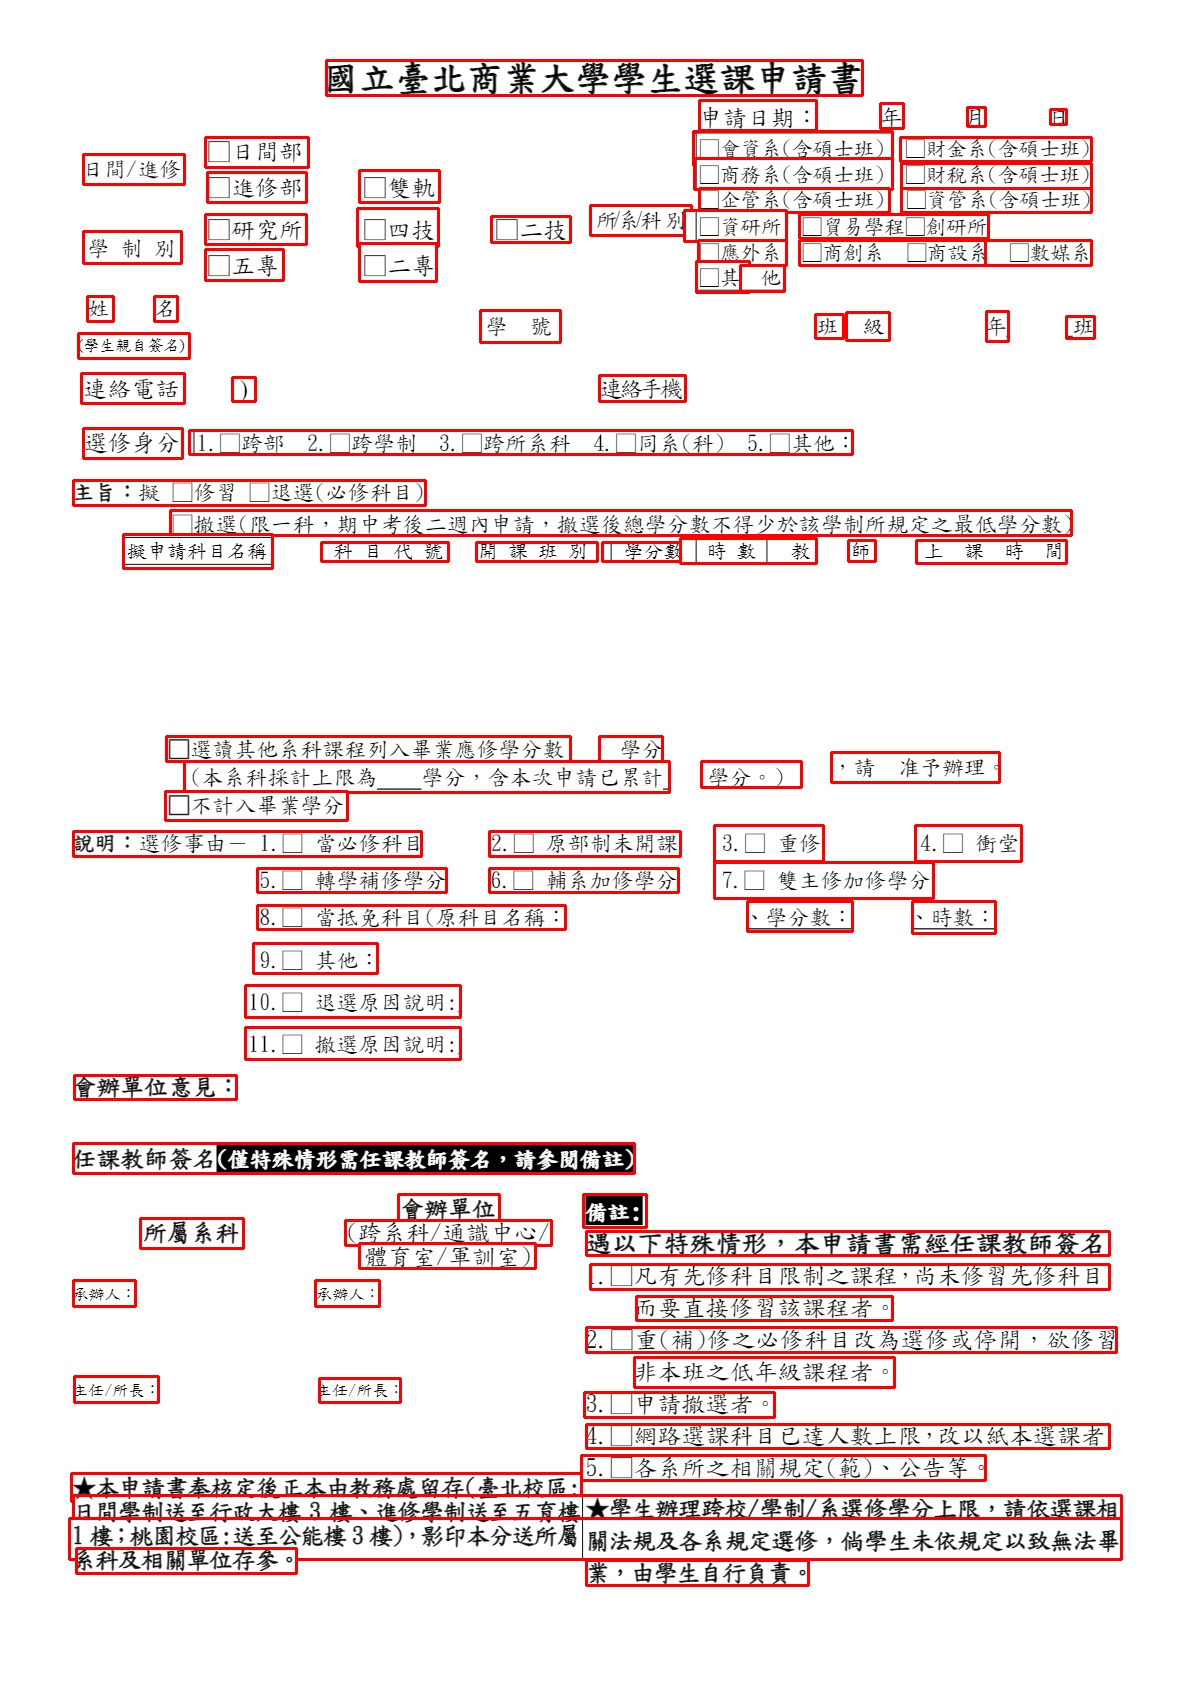 國立臺北商業大學學生選課申請書
申請日期： 年 月 日
日間/進修 □日間部 □會資系(含碩士班) □財金系(含碩士班)
□進修部 □雙軌 □商務系(含碩士班) □財稅系(含碩士班)
□企管系(含碩士班) □資管系(含碩士班)
學 制 別 □研究所 □四技 □二技 所/系/科別 □資研所 □貿易學程□創研所
□五專 □二專 □應外系 □商創系 □商設系 □數媒系
□其 他
姓 名 學 號 班 級 年 班
(學生親自簽名)
連絡電話 ) 連絡手機
選修身分 1.□跨部 2.□跨學制 3.□跨所系科 4.□同系(科) 5.□其他：
主旨：擬 □修習 □退選(必修科目)
□撤選(限一科，期中考後二週內申請，撤選後總學分數不得少於該學制所規定之最低學分數)
擬申請科目名稱 科目代號 開課班別 學分數 時數 教 師 上 課 時 間
□選讀其他系科課程列入畢業應修學分數 學分
(本系科採計上限為____學分，含本次申請已累計 學分。) ，請 准予辦理。
□不計入畢業學分
說明：選修事由－ 1.□ 當必修科目 2.□ 原部制未開課 3.□ 重修 4.□ 衝堂
5.□ 轉學補修學分 6.□ 輔系加修學分 7.□ 雙主修加修學分
8.□ 當抵免科目(原科目名稱： 、學分數： 、時數：
9.□ 其他：
10.□ 退選原因說明:
11.□ 撤選原因說明:
會辦單位意見：
任課教師簽名(僅特殊情形需任課教師簽名，請參閱備註)
所屬系科
會辦單位
(跨系科/通識中心/
體育室/軍訓室)
承辦人： 承辦人：
主任/所長： 主任/所長：
備註:
遇以下特殊情形，本申請書需經任課教師簽名
1.□凡有先修科目限制之課程，尚未修習先修科目
而要直接修習該課程者。
2.□重(補)修之必修科目改為選修或停開，欲修習
非本班之低年級課程者。
3.□申請撤選者。
4.□網路選課科目已達人數上限，改以紙本選課者
5.□各系所之相關規定(範)、公告等。
★本申請書奉核定後正本由教務處留存(臺北校區:
日間學制送至行政大樓 3 樓、進修學制送至五育樓
1 樓；桃園校區:送至公能樓 3 樓)，影印本分送所屬
系科及相關單位存參。
★學生辦理跨校/學制/系選修學分上限，請依選課相
關法規及各系規定選修，倘學生未依規定以致無法畢
業，由學生自行負責。